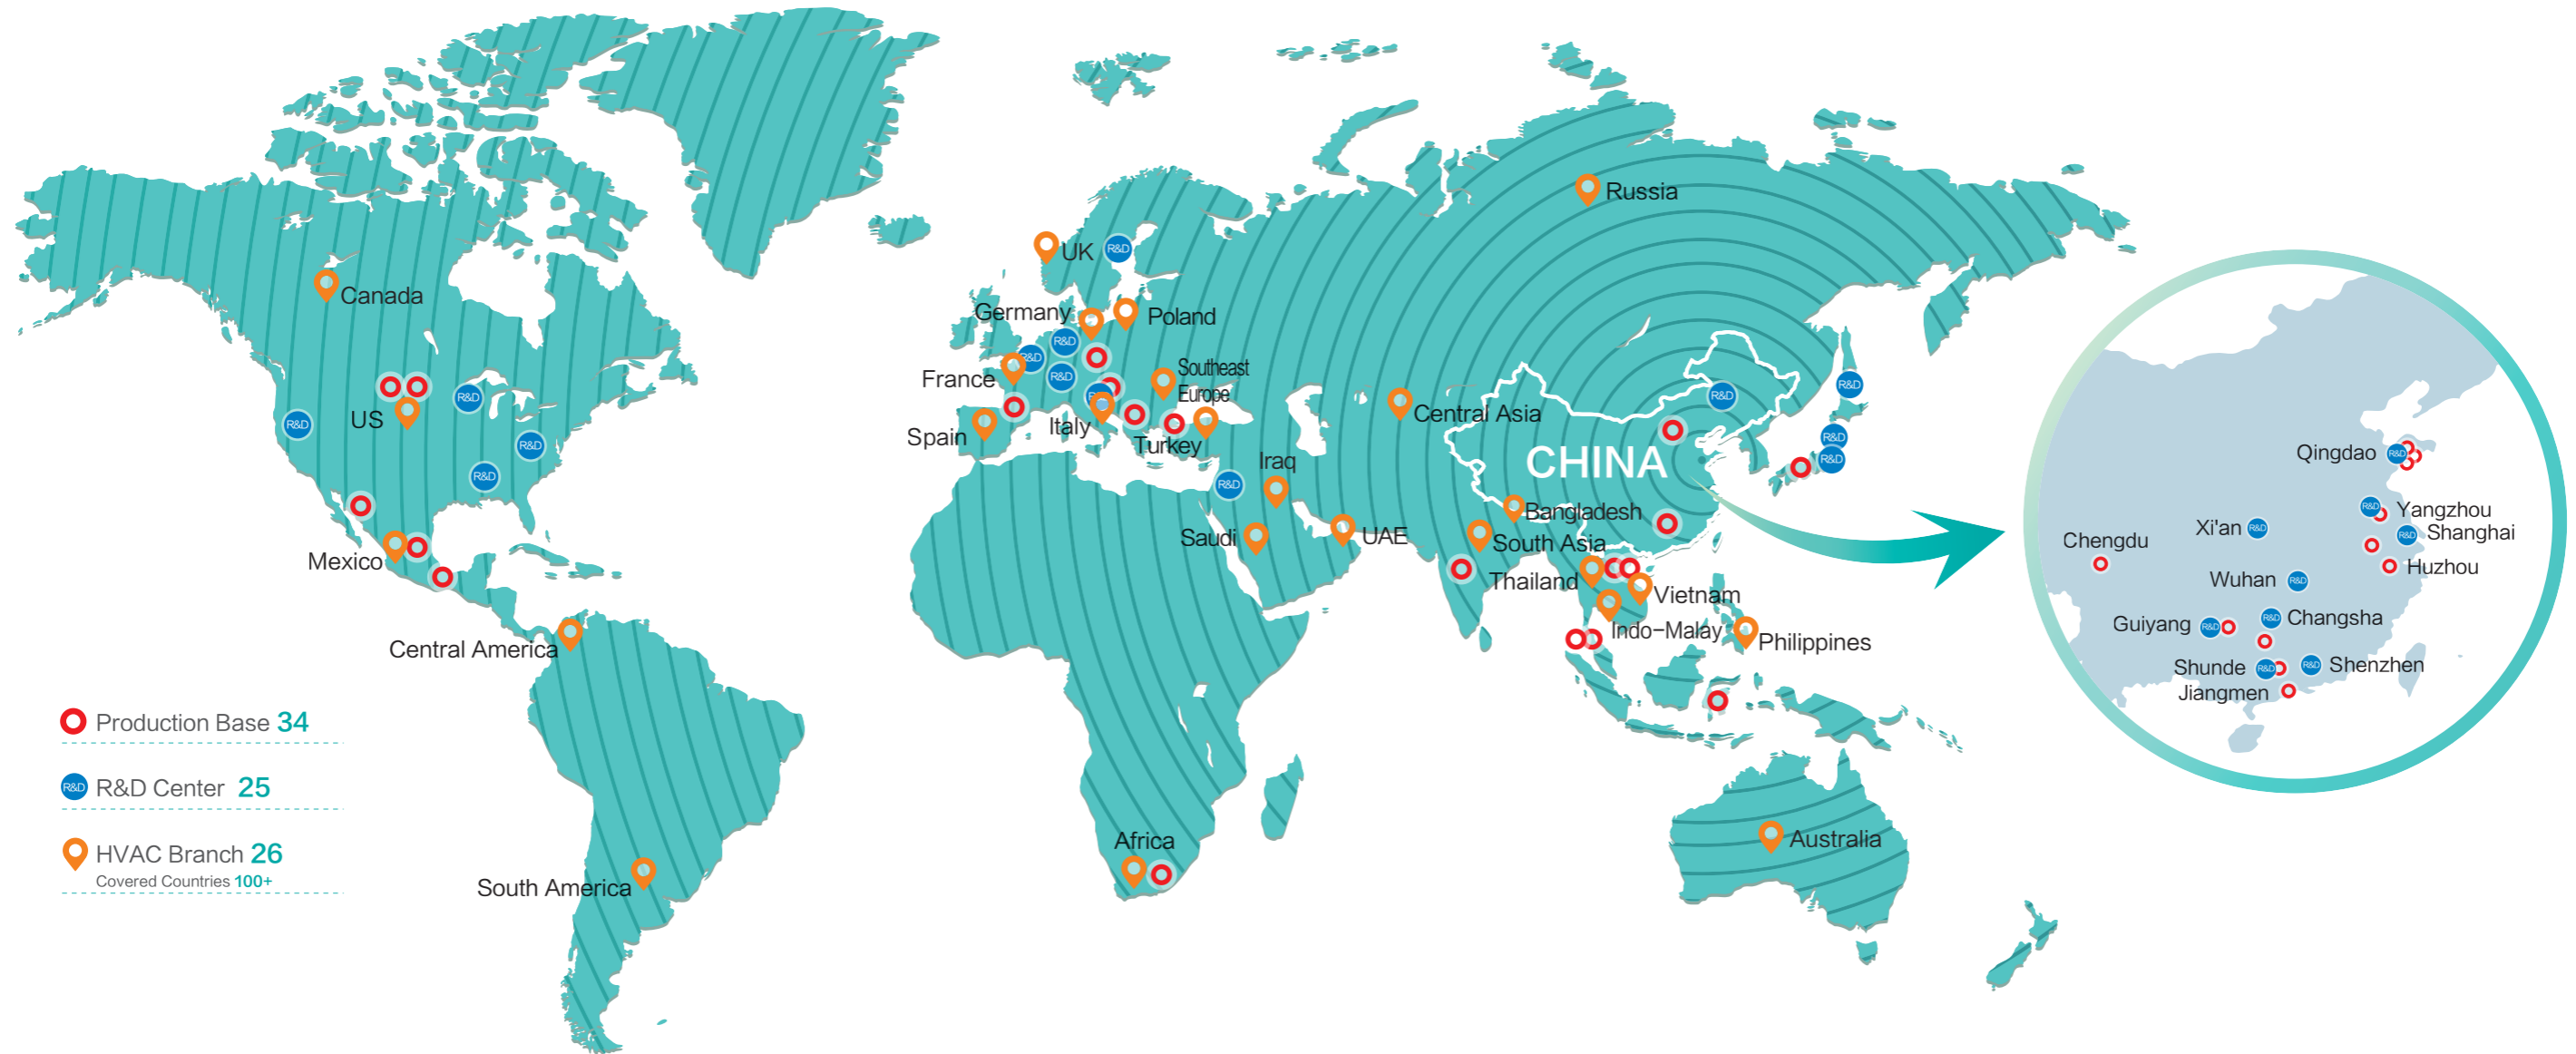 Russia
UK
R&D
Canada
Germany
Poland
R&D
R&D
France
R&D
Southeast
Europe
R&D
US
R&D
R&D
R&D
Spain
Italy
Turkey
Central Asia
R&D
R&D
R&D
R&D
CHINA
Iraq
R&D
R&D
Bangladesh
Saudi
UAE
South Asia
Mexico
Thailand
Vietnam
Indo-Malay
Philippines
Central America
Africa
South America
Australia
Qingdao
R&D
R&D
Yangzhou
Xi'an
R&D
R&D
Shanghai
Chengdu
Huzhou
Wuhan
R&D
Guiyang
R&D
R&D
Changsha
Shunde
R&D
R&D
Shenzhen
Jiangmen
Production Base 34
R&D R&D Center 25
HVAC Branch 26
Covered Countries 100+